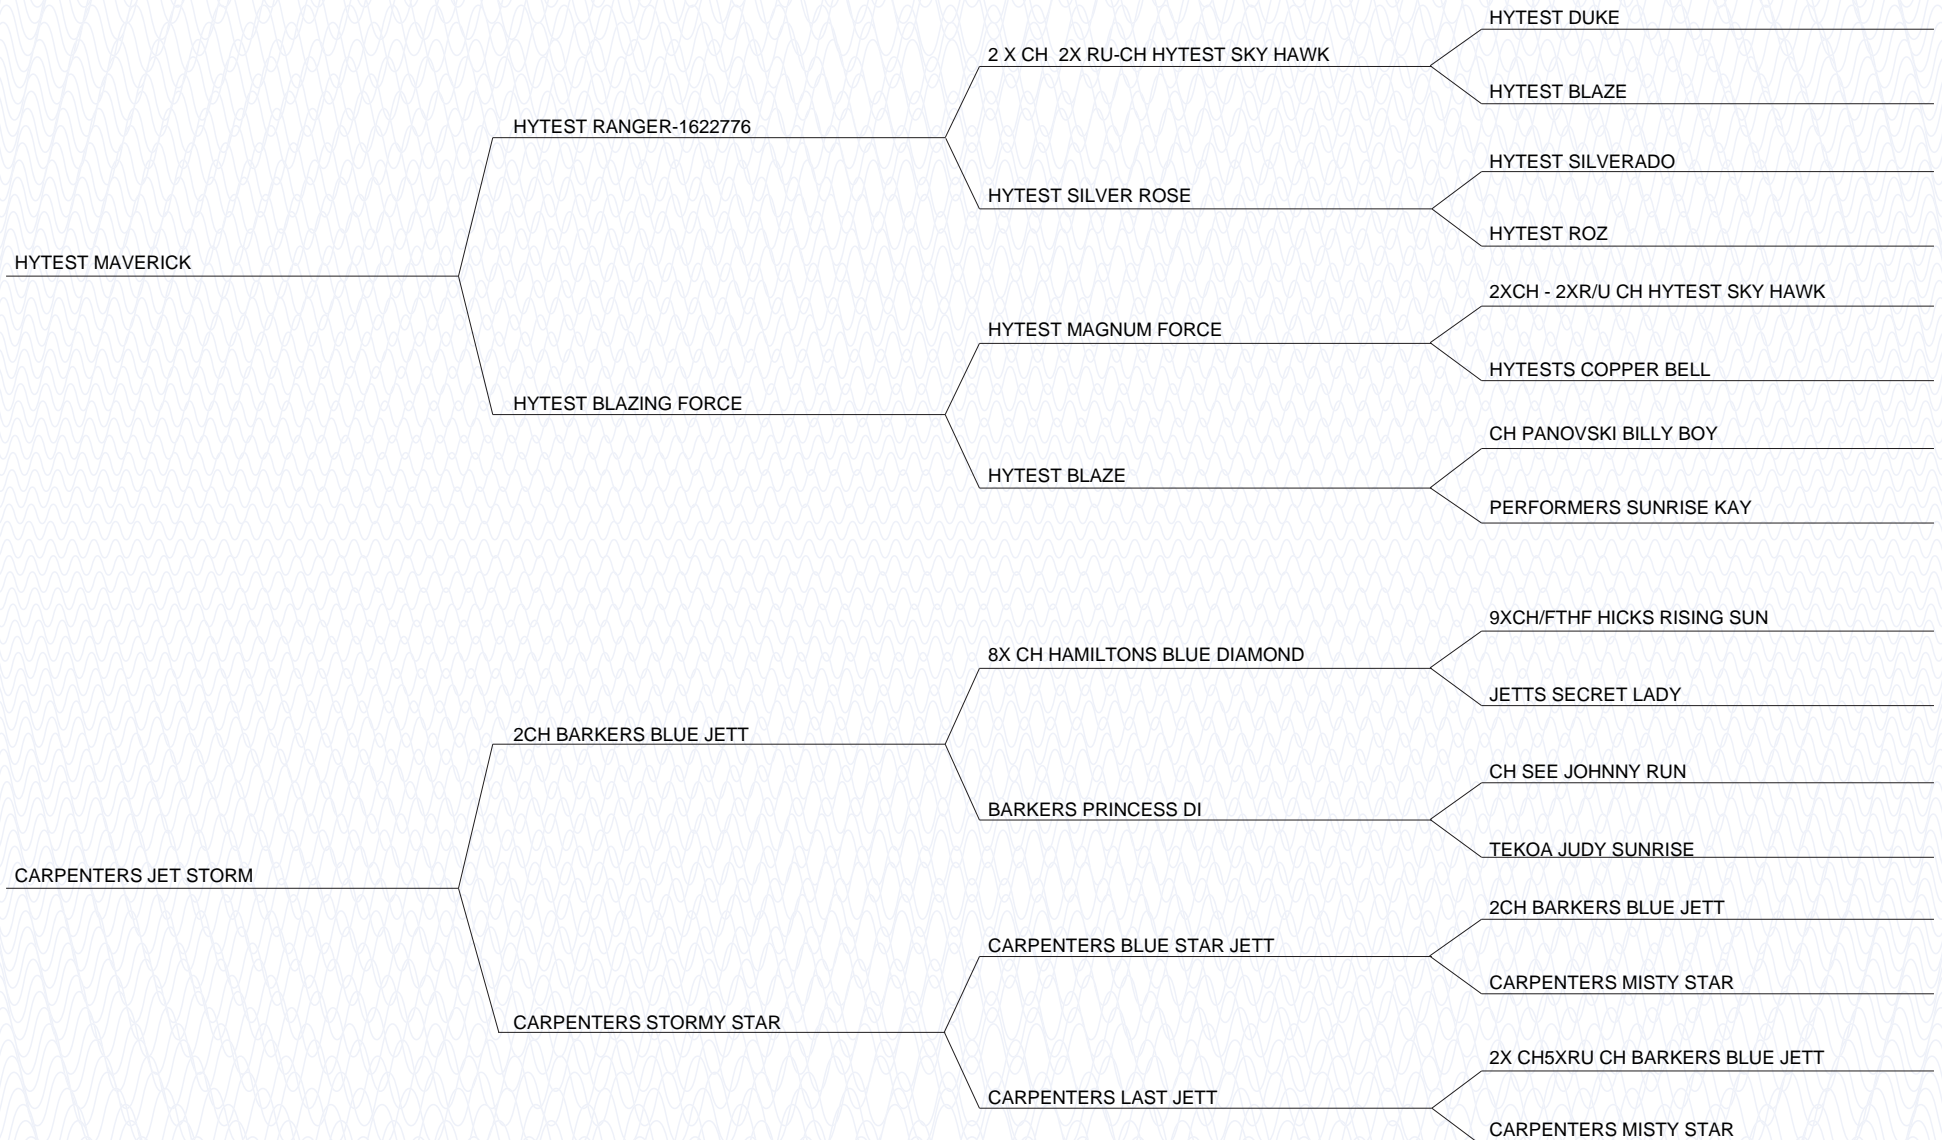 HYTEST DUKE
2 X CH  2X RU-CH HYTEST SKY HAWK
HYTEST BLAZE
HYTEST RANGER-1622776
HYTEST SILVERADO
HYTEST SILVER ROSE
HYTEST ROZ
HYTEST MAVERICK
2XCH - 2XR/U CH HYTEST SKY HAWK
HYTEST MAGNUM FORCE
HYTESTS COPPER BELL
HYTEST BLAZING FORCE
CH PANOVSKI BILLY BOY
HYTEST BLAZE
PERFORMERS SUNRISE KAY
9XCH/FTHF HICKS RISING SUN
8X CH HAMILTONS BLUE DIAMOND
JETTS SECRET LADY
2CH BARKERS BLUE JETT
CH SEE JOHNNY RUN
BARKERS PRINCESS DI
TEKOA JUDY SUNRISE
CARPENTERS JET STORM
2CH BARKERS BLUE JETT
CARPENTERS BLUE STAR JETT
CARPENTERS MISTY STAR
CARPENTERS STORMY STAR
2X CH5XRU CH BARKERS BLUE JETT
CARPENTERS LAST JETT
CARPENTERS MISTY STAR